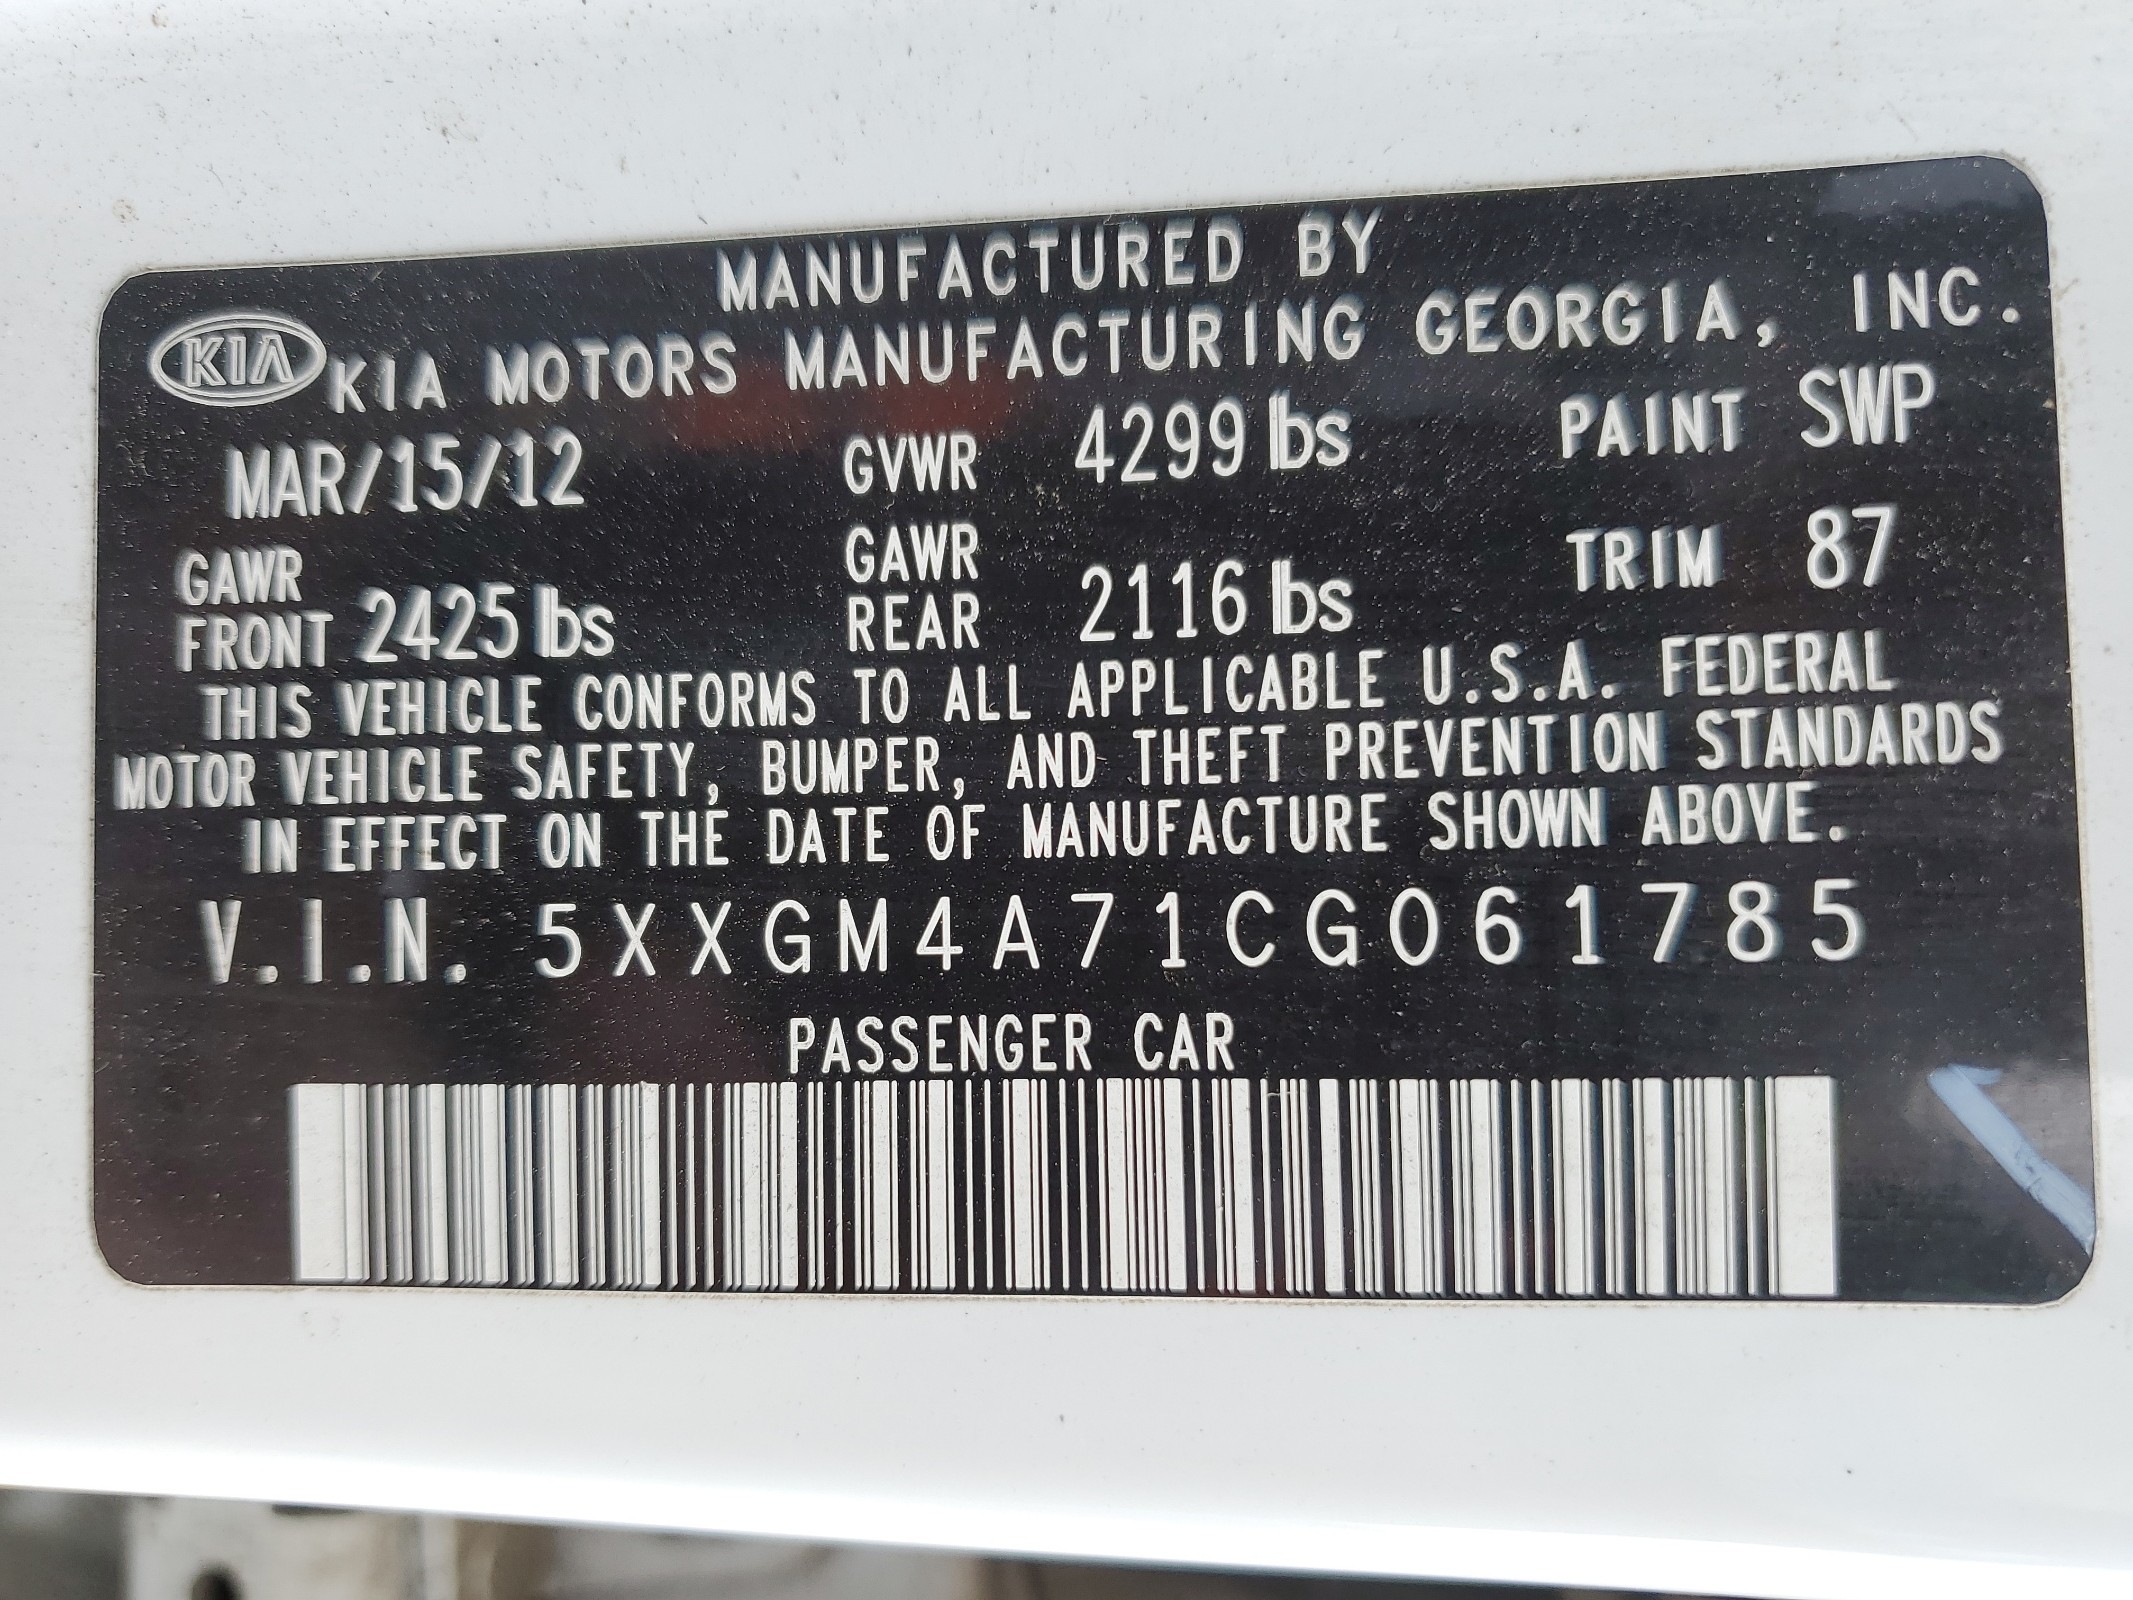 MANUFACTURED BY
KIA KIA MOTORS MANUFACTURING GEORGIA, INC.
MAR/15/12 GVWR 4299 lbs PAINT SWP
GAWR FRONT 2425 lbs GAWR REAR 2116 lbs TRIM 87
THIS VEHICLE CONFORMS TO ALL APPLICABLE U.S.A. FEDERAL
MOTOR VEHICLE SAFETY, BUMPER, AND THEFT PREVENTION STANDARDS
IN EFFECT ON THE DATE OF MANUFACTURE SHOWN ABOVE.
V.I.N. 5XXGM4A71CG061785
PASSENGER CAR